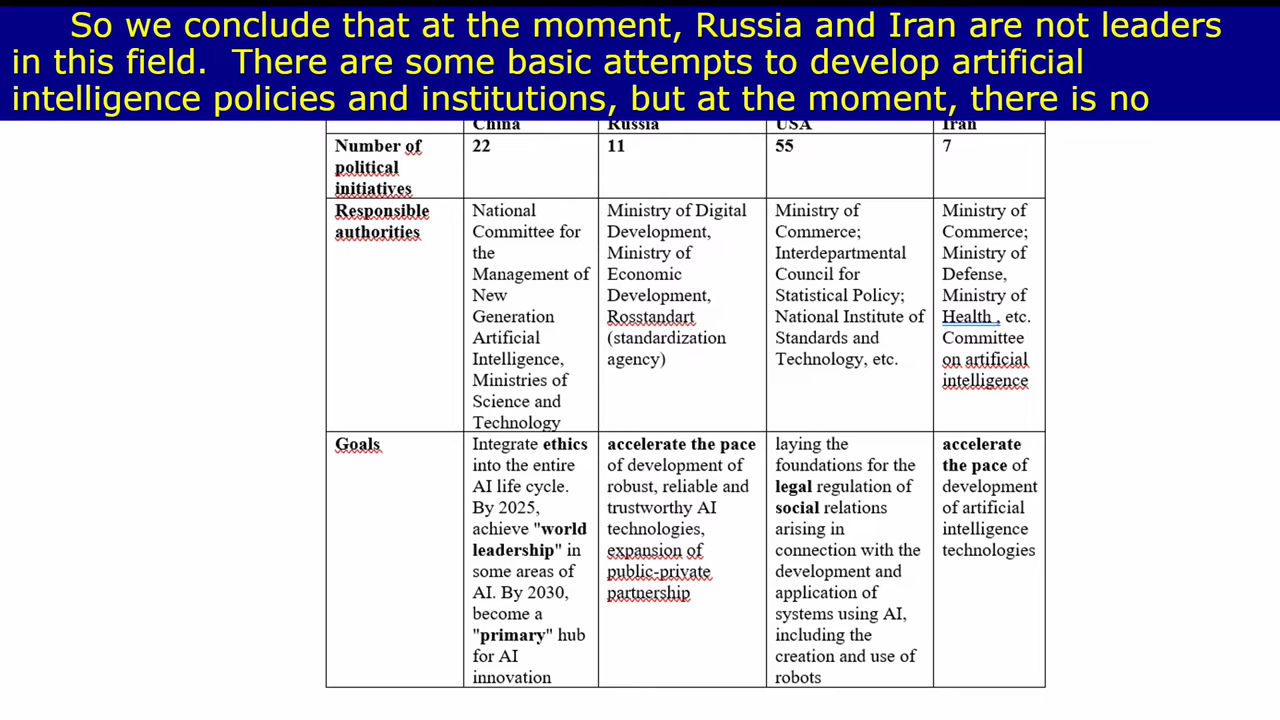 So we conclude that at the moment, Russia and Iran are not leaders
in this field.  There are some basic attempts to develop artificial
intelligence policies and institutions, but at the moment, there is no
China Russia USA Iran
Number of political initiatives
22
11
55
7
Responsible authorities
National
Committee for
the
Management of
New
Generation
Artificial
Intelligence,
Ministries of
Science and
Technology
Ministry of Digital
Development,
Ministry of
Economic
Development,
Rosstandart
(standardization
agency)
Ministry of
Commerce;
Interdepartmental
Council for
Statistical Policy;
National Institute of
Standards and
Technology, etc.
Ministry of
Commerce;
Ministry of
Defense,
Ministry of
Health , etc.
Committee
on artificial
intelligence
Goals
Integrate ethics
into the entire
AI life cycle.
By 2025,
achieve "world
leadership" in
some areas of
AI. By 2030,
become a
"primary" hub
for AI
innovation
accelerate the pace
of development of
robust, reliable and
trustworthy AI
technologies,
expansion of
public-private
partnership
laying the
foundations for the
legal regulation of
social relations
arising in
connection with the
development and
application of
systems using AI,
including the
creation and use of
robots
accelerate
the pace of
development
of artificial
intelligence
technologies